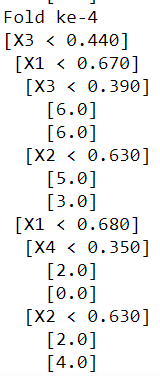 Fold ke-4
[X3 < 0.440]
 [X1 < 0.670]
  [X3 < 0.390]
    [6.0]
    [6.0]
  [X2 < 0.630]
    [5.0]
    [3.0]
 [X1 < 0.680]
  [X4 < 0.350]
    [2.0]
    [0.0]
  [X2 < 0.630]
    [2.0]
    [4.0]